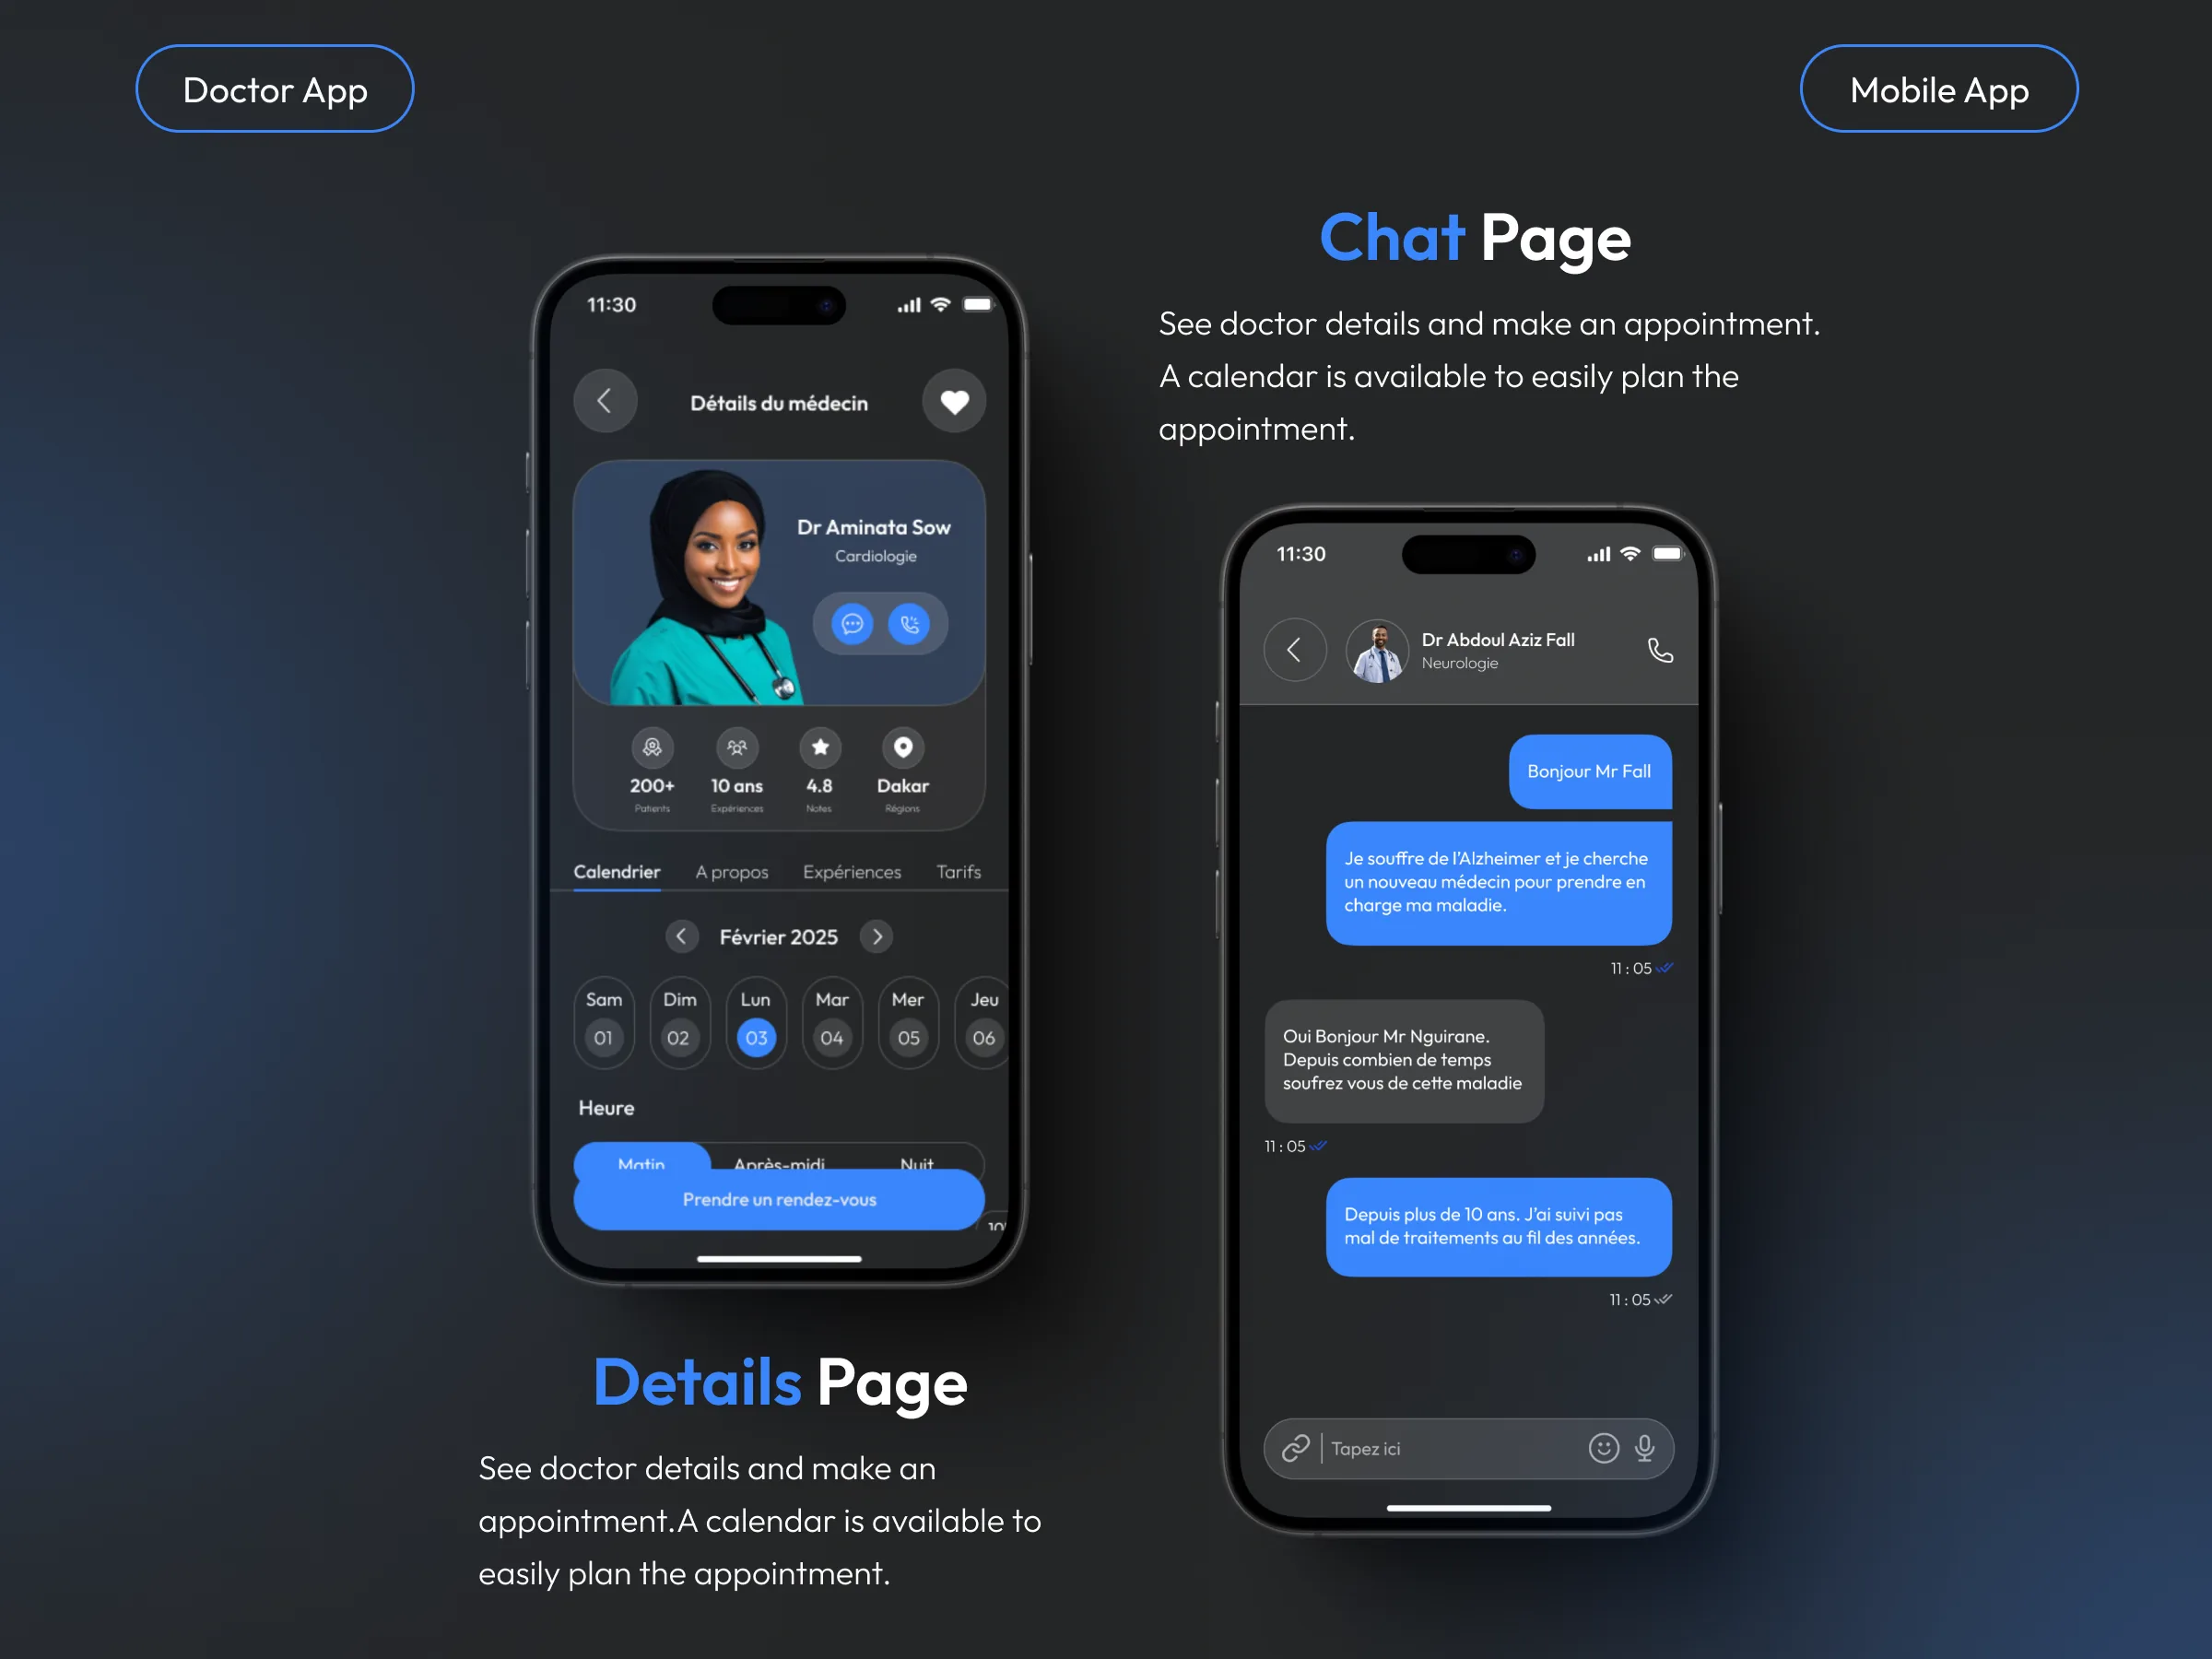 Doctor App
Mobile App
11:30
Détails du médecin
Dr Aminata Sow
Cardiologie
200+
Patients
10 ans
Expériences
4.8
Notes
Dakar
Régions
Calendrier
A propos
Expériences
Tarifs
Février 2025
Sam
01
Dim
02
Lun
03
Mar
04
Mer
05
Jeu
06
Heure
Matin
Après-midi
Nuit
Prendre un rendez-vous
Details Page
See doctor details and make an
appointment.A calendar is available to
easily plan the appointment.
Chat Page
See doctor details and make an appointment.
A calendar is available to easily plan the
appointment.
11:30
Dr Abdoul Aziz Fall
Neurologie
Bonjour Mr Fall
Je souffre de l'Alzheimer et je cherche
un nouveau médecin pour prendre en
charge ma maladie.
11 : 05
Oui Bonjour Mr Nguirane.
Depuis combien de temps
soufrez vous de cette maladie
11 : 05
Depuis plus de 10 ans. J'ai suivi pas
mal de traitements au fil des années.
11 : 05
Tapez ici